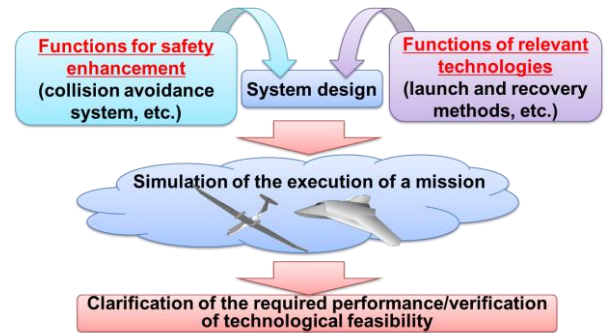 Functions for safety
enhancement
(collision avoidance
system, etc.)
System design
Functions of relevant
technologies
(launch and recovery
methods, etc.)
Simulation of the execution of a mission
Clarification of the required performance/verification
of technological feasibility